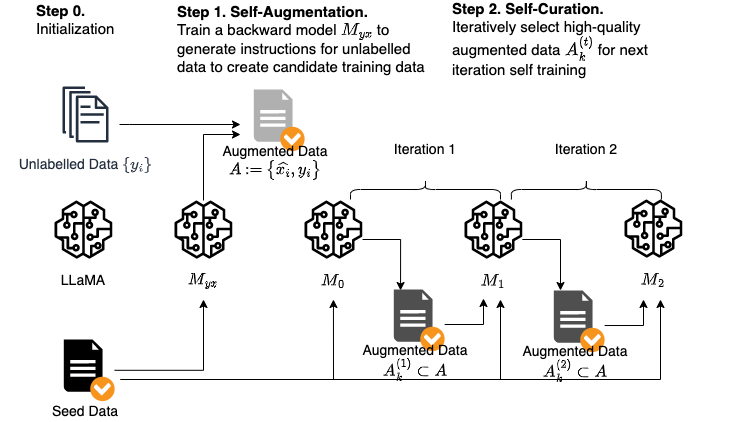 Step 0.
Initialization
Step 1. Self-Augmentation.
Train a backward model $M_{yx}$ to
generate instructions for unlabelled
data to create candidate training data
Step 2. Self-Curation.
Iteratively select high-quality
augmented data $A_k^{(t)}$ for next
iteration self training
Unlabelled Data $\{y_i\}$
Augmented Data
$A := \{\widehat{x_i}, y_i\}$
Iteration 1
Iteration 2
LLaMA
$M_{yx}$
$M_0$
$M_1$
$M_2$
Augmented Data
$A_k^{(1)} \subset A$
Augmented Data
$A_k^{(2)} \subset A$
Seed Data